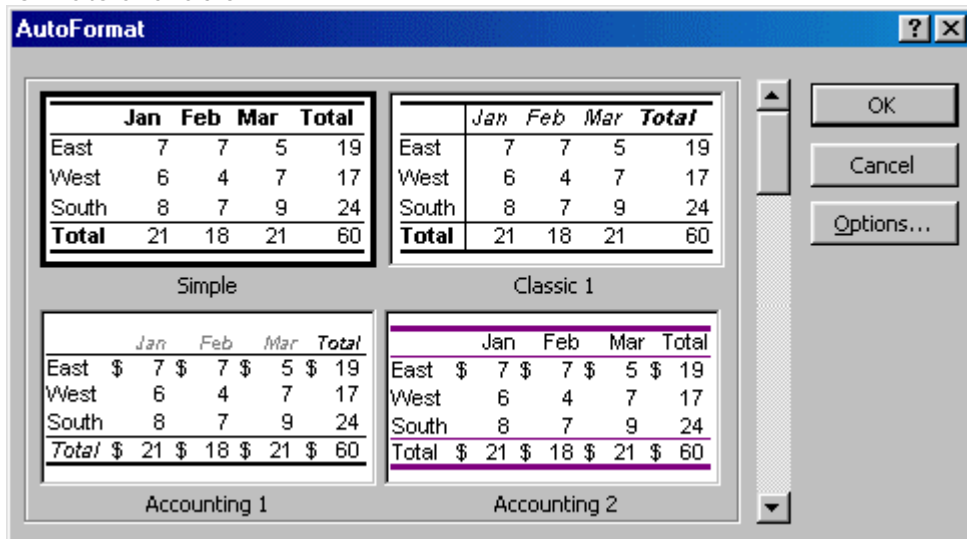 AutoFormat
OK
Cancel
Options...
Jan Feb Mar Total
East 7 7 5 19
West 6 4 7 17
South 8 7 9 24
Total 21 18 21 60
Simple
Jan Feb Mar Total
East 7 7 5 19
West 6 4 7 17
South 8 7 9 24
Total 21 18 21 60
Classic 1
Jan Feb Mar Total
East $ 7 $ 7 $ 5 $ 19
West 6 4 7 17
South 8 7 9 24
Total $ 21 $ 18 $ 21 $ 60
Accounting 1
Jan Feb Mar Total
East $ 7 $ 7 $ 5 $ 19
West 6 4 7 17
South 8 7 9 24
Total $ 21 $ 18 $ 21 $ 60
Accounting 2